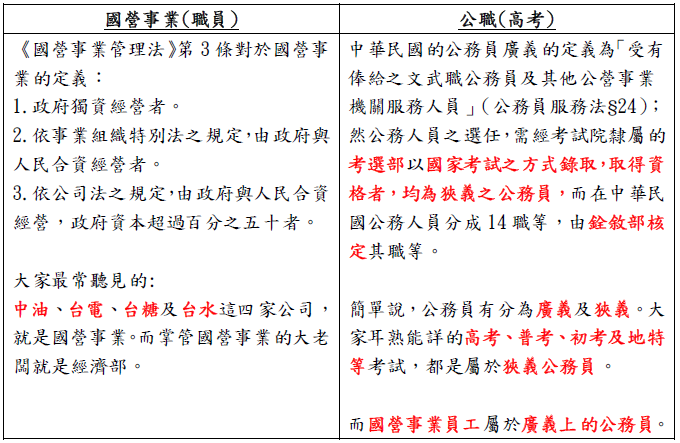 國營事業(職員)
《國營事業管理法》第 3 條對於國營事
業的定義：
1.政府獨資經營者。
2.依事業組織特別法之規定，由政府與
人民合資經營者。
3.依公司法之規定，由政府與人民合資
經營，政府資本超過百分之五十者。
大家最常聽見的:
中油、台電、台糖及台水這四家公司，
就是國營事業。而掌管國營事業的大老
闆就是經濟部。
公職(高考)
中華民國的公務員廣義的定義為「受有
俸給之文武職公務員及其他公營事業
機關服務人員」(公務員服務法§24)；
然公務人員之選任，需經考試院隸屬的
考選部以國家考試之方式錄取，取得資
格者，均為狹義之公務員，而在中華民
國公務人員分成 14 職等，由銓敘部核
定其職等。
簡單說，公務員有分為廣義及狹義。大
家耳熟能詳的高考、普考、初考及地特
等考試，都是屬於狹義公務員。
而國營事業員工屬於廣義上的公務員。